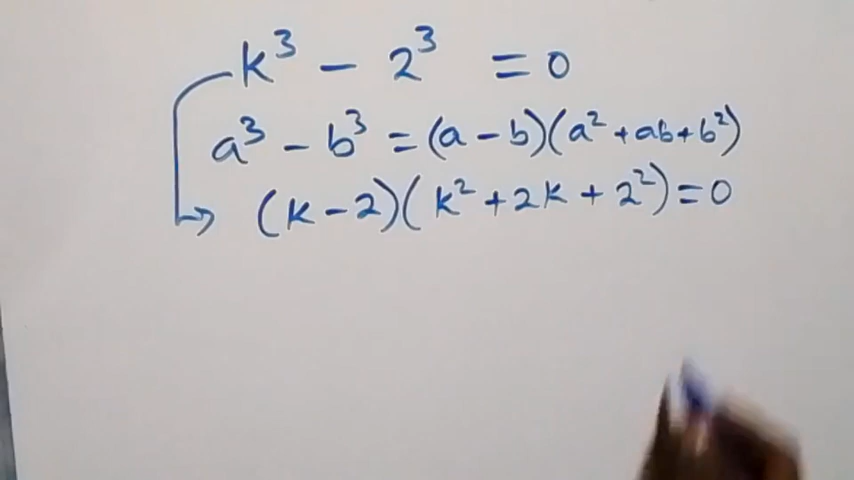 k³ - 2³ = 0
a³ - b³ = (a - b)(a² + ab + b²)
(k - 2)(k² + 2k + 2²) = 0